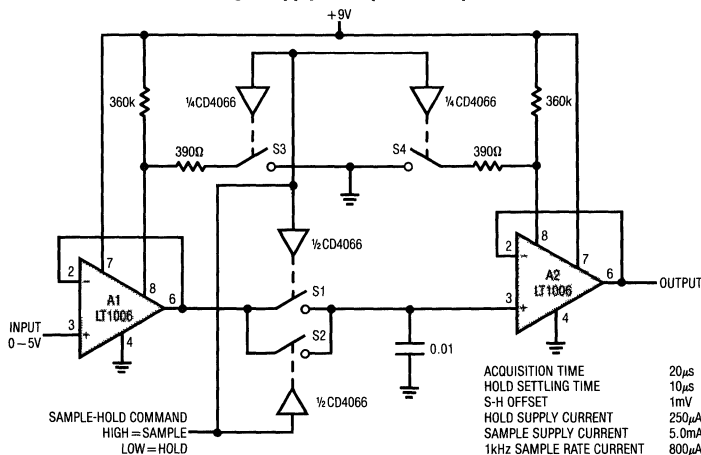 +9V
360k
¼CD4066
¼CD4066
360k
390Ω
S3
S4
390Ω
½CD4066
2
7
8
A1
LT1006
6
3
4
INPUT
0–5V
S1
S2
½CD4066
2
7
8
A2
LT1006
6
3
4
OUTPUT
0.01
SAMPLE-HOLD COMMAND
HIGH = SAMPLE
LOW = HOLD
ACQUISITION TIME 20µs
HOLD SETTLING TIME 10µs
S-H OFFSET 1mV
HOLD SUPPLY CURRENT 250µA
SAMPLE SUPPLY CURRENT 5.0mA
1kHz SAMPLE RATE CURRENT 800µA